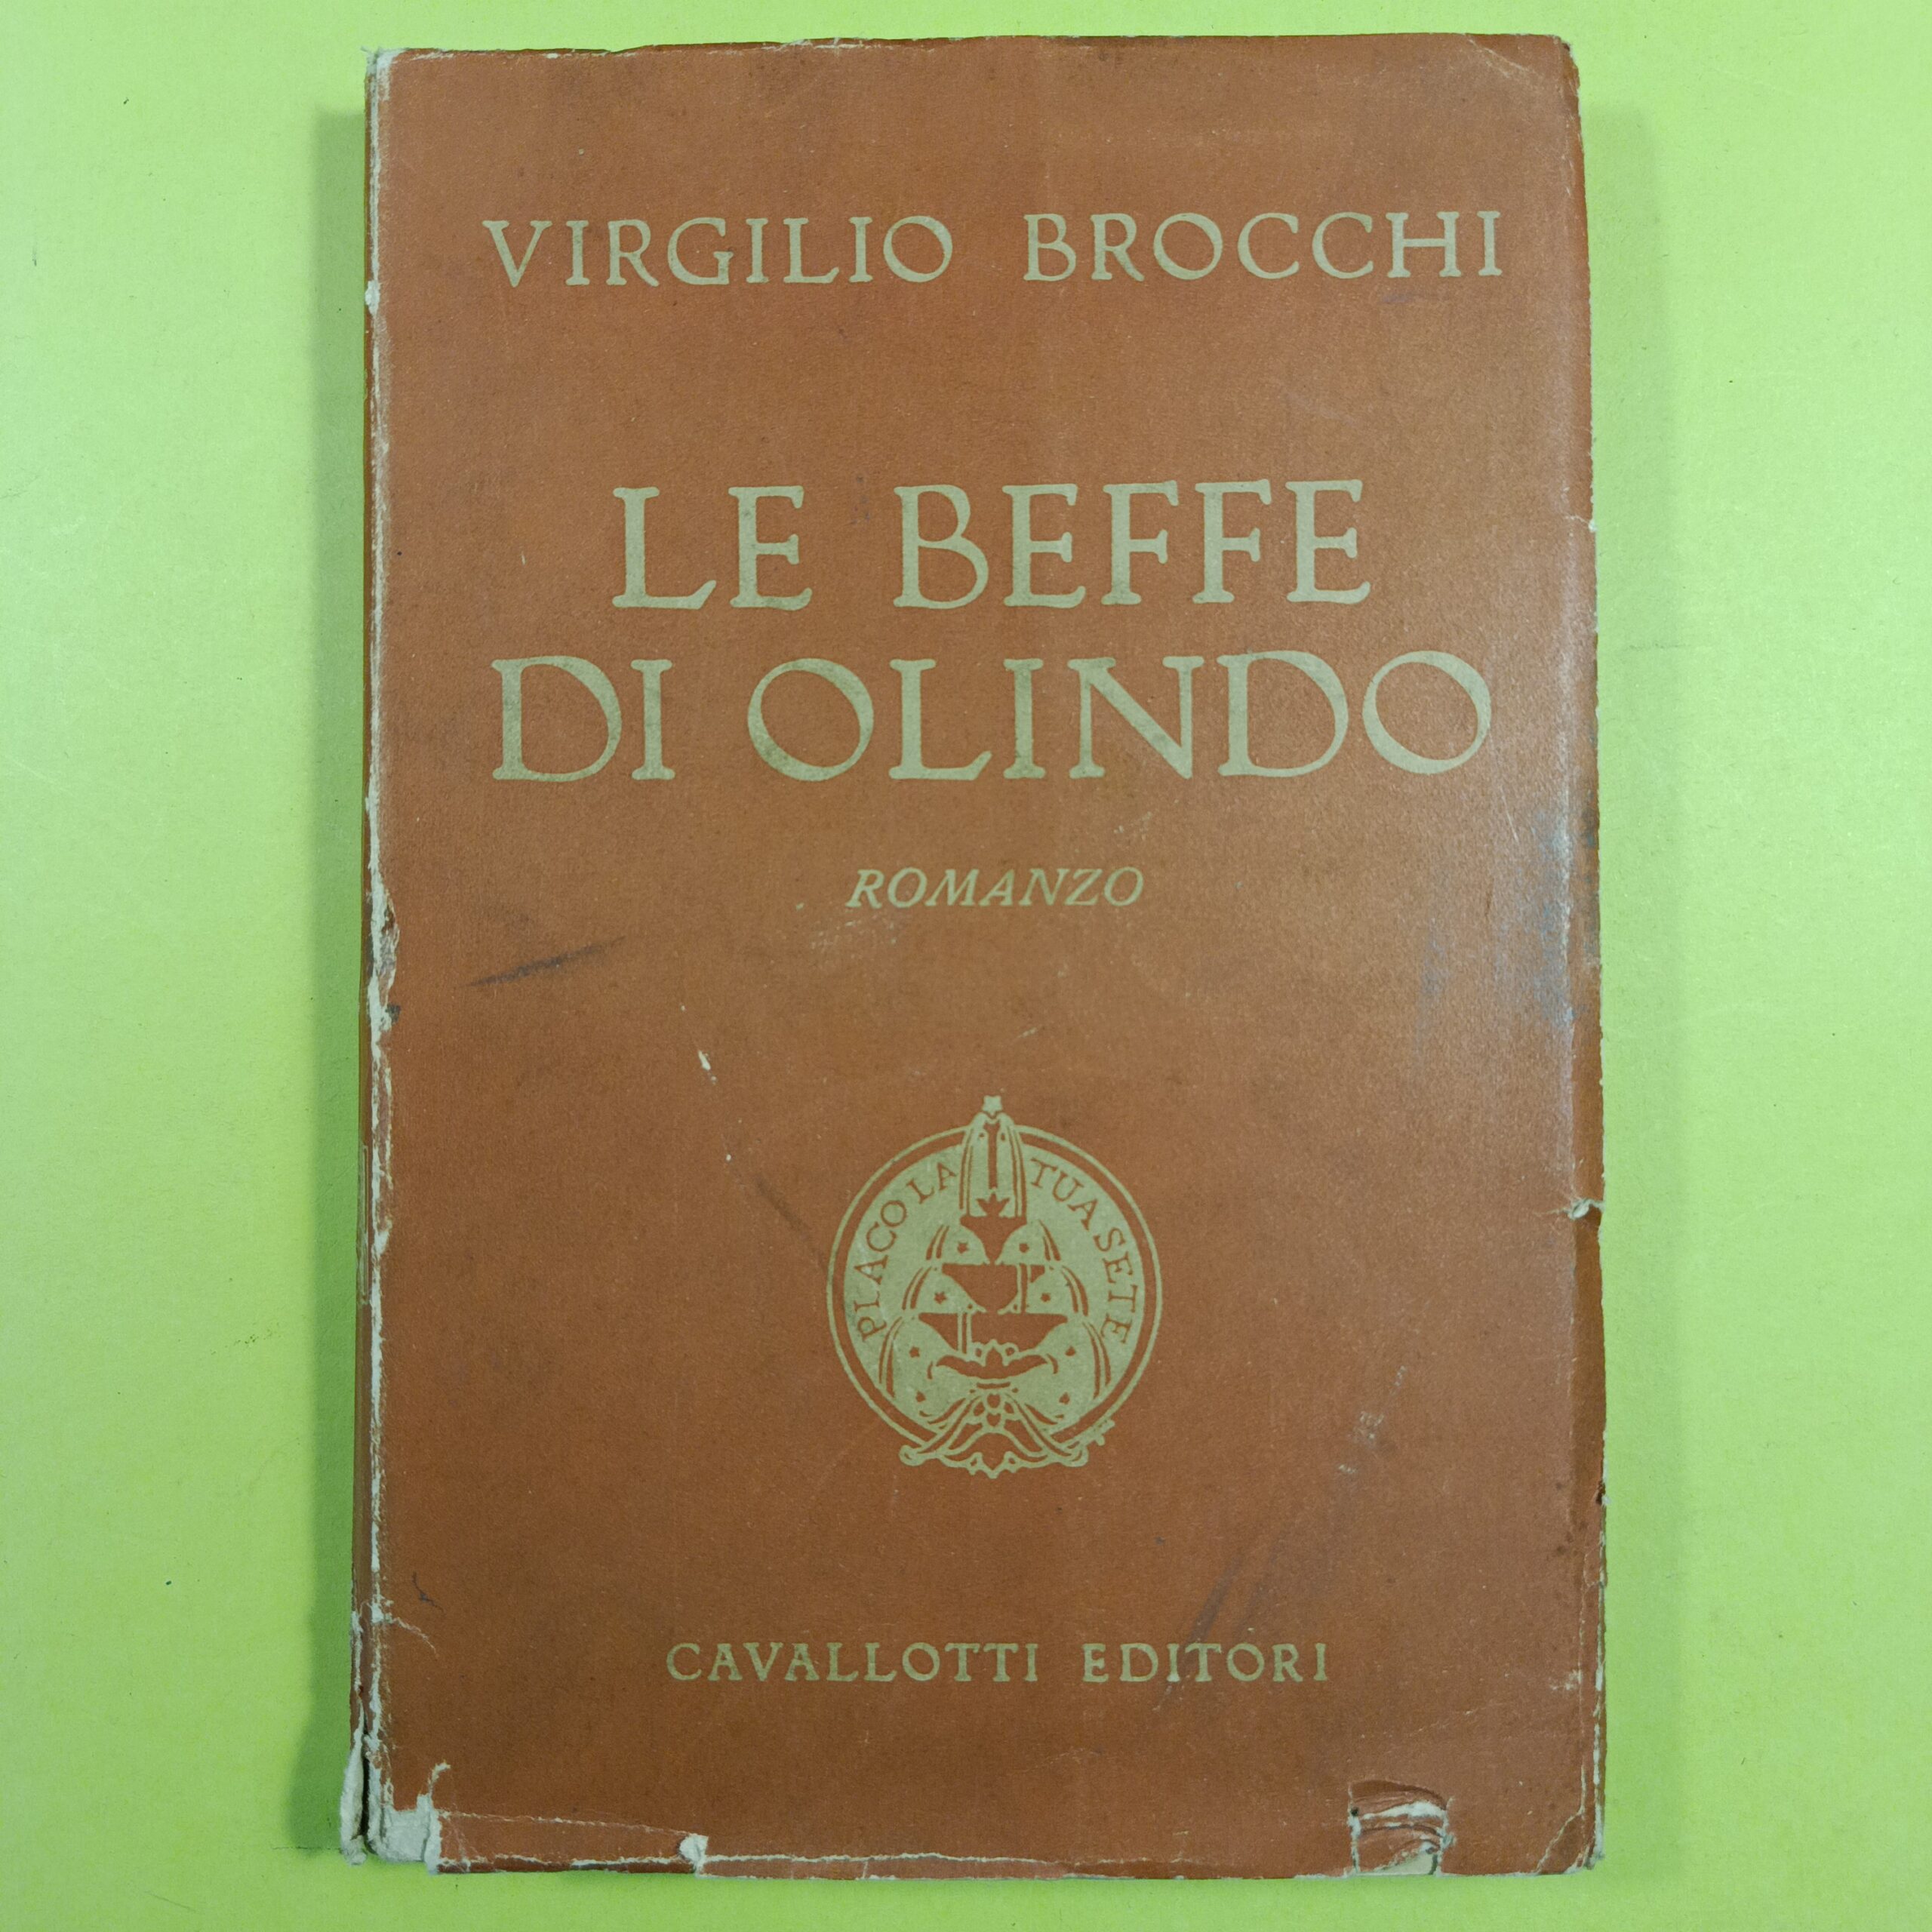 VIRGILIO BROCCHI
LE BEFFE
DI OLINDO
ROMANZO
PLACO LA TUA SETE
CAVALLOTTI EDITORI